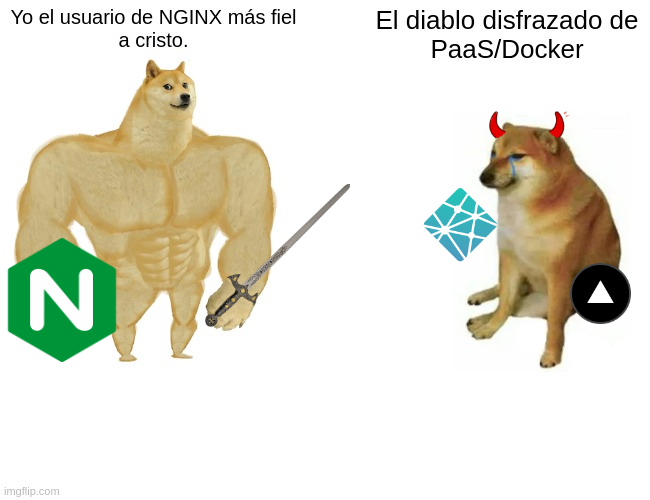 Yo el usuario de NGINX más fiel
a cristo.
El diablo disfrazado de
PaaS/Docker
N
imgflip.com